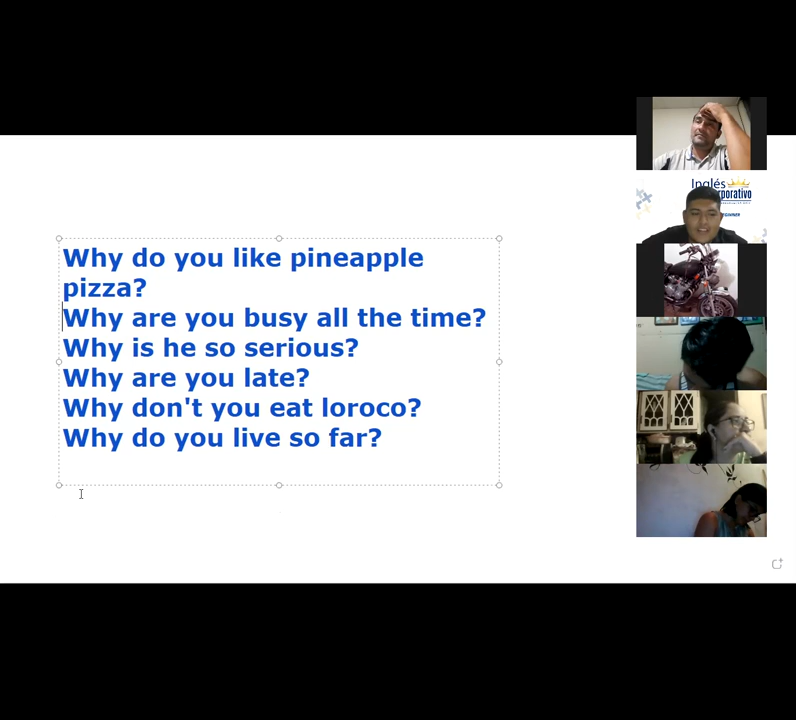 Why do you like pineapple
pizza?
Why are you busy all the time?
Why is he so serious?
Why are you late?
Why don't you eat loroco?
Why do you live so far?
Inglés